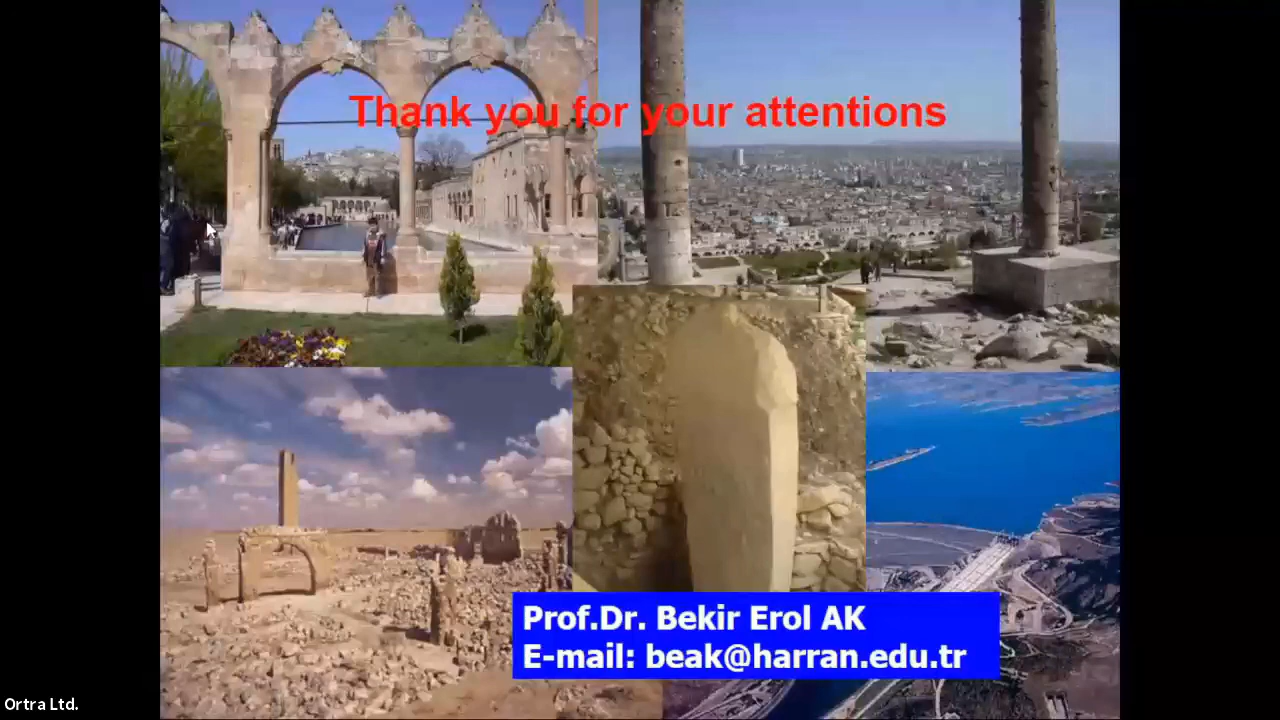 Thank you for your attentions
Prof.Dr. Bekir Erol AK
E-mail: beak@harran.edu.tr
Ortra Ltd.